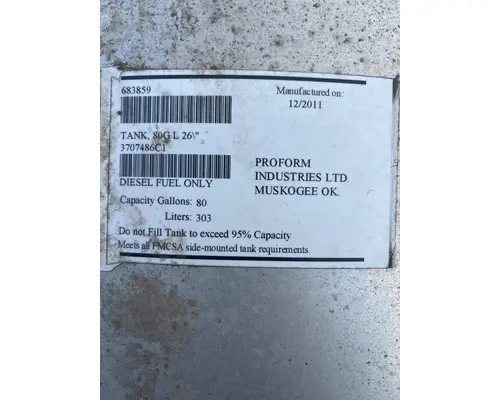 683859
Manufactured on:
12/2011
TANK, 80G L 26\"
3707486C1
PROFORM
INDUSTRIES LTD.
MUSKOGEE OK.
DIESEL FUEL ONLY
Capacity Gallons: 80
Liters: 303
Do not Fill Tank to exceed 95% Capacity
Meets all FMCSA side-mounted tank requirements.